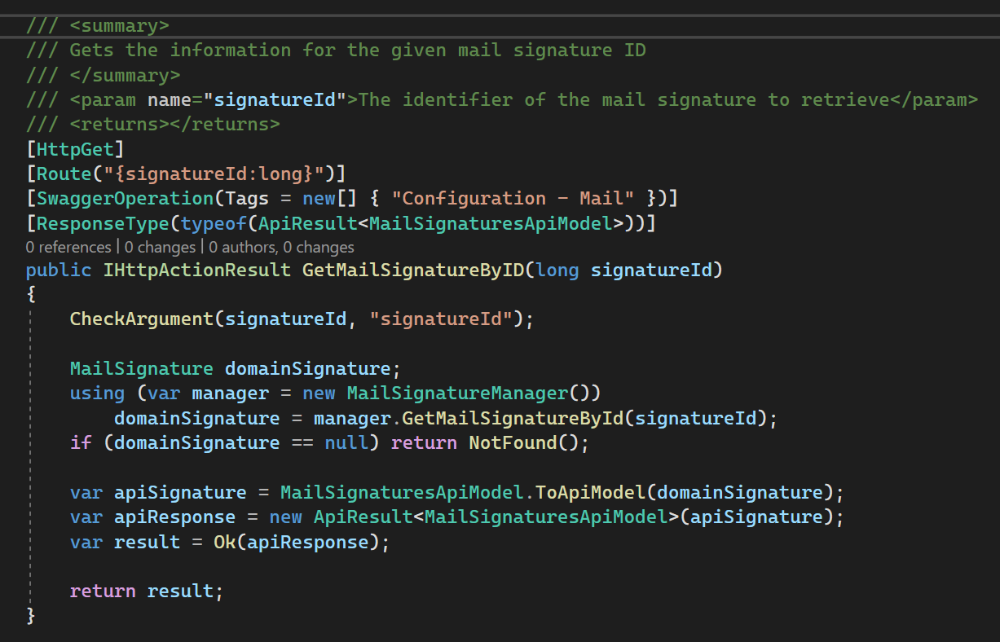 /// <summary>
/// Gets the information for the given mail signature ID
/// </summary>
/// <param name="signatureId">The identifier of the mail signature to retrieve</param>
/// <returns></returns>
[HttpGet]
[Route("{signatureId:long}")]
[SwaggerOperation(Tags = new[] { "Configuration - Mail" })]
[ResponseType(typeof(ApiResult<MailSignaturesApiModel>))]
0 references | 0 changes | 0 authors, 0 changes
public IHttpActionResult GetMailSignatureByID(long signatureId)
{
    CheckArgument(signatureId, "signatureId");
    MailSignature domainSignature;
    using (var manager = new MailSignatureManager())
        domainSignature = manager.GetMailSignatureById(signatureId);
    if (domainSignature == null) return NotFound();
    var apiSignature = MailSignaturesApiModel.ToApiModel(domainSignature);
    var apiResponse = new ApiResult<MailSignaturesApiModel>(apiSignature);
    var result = Ok(apiResponse);
    return result;
}